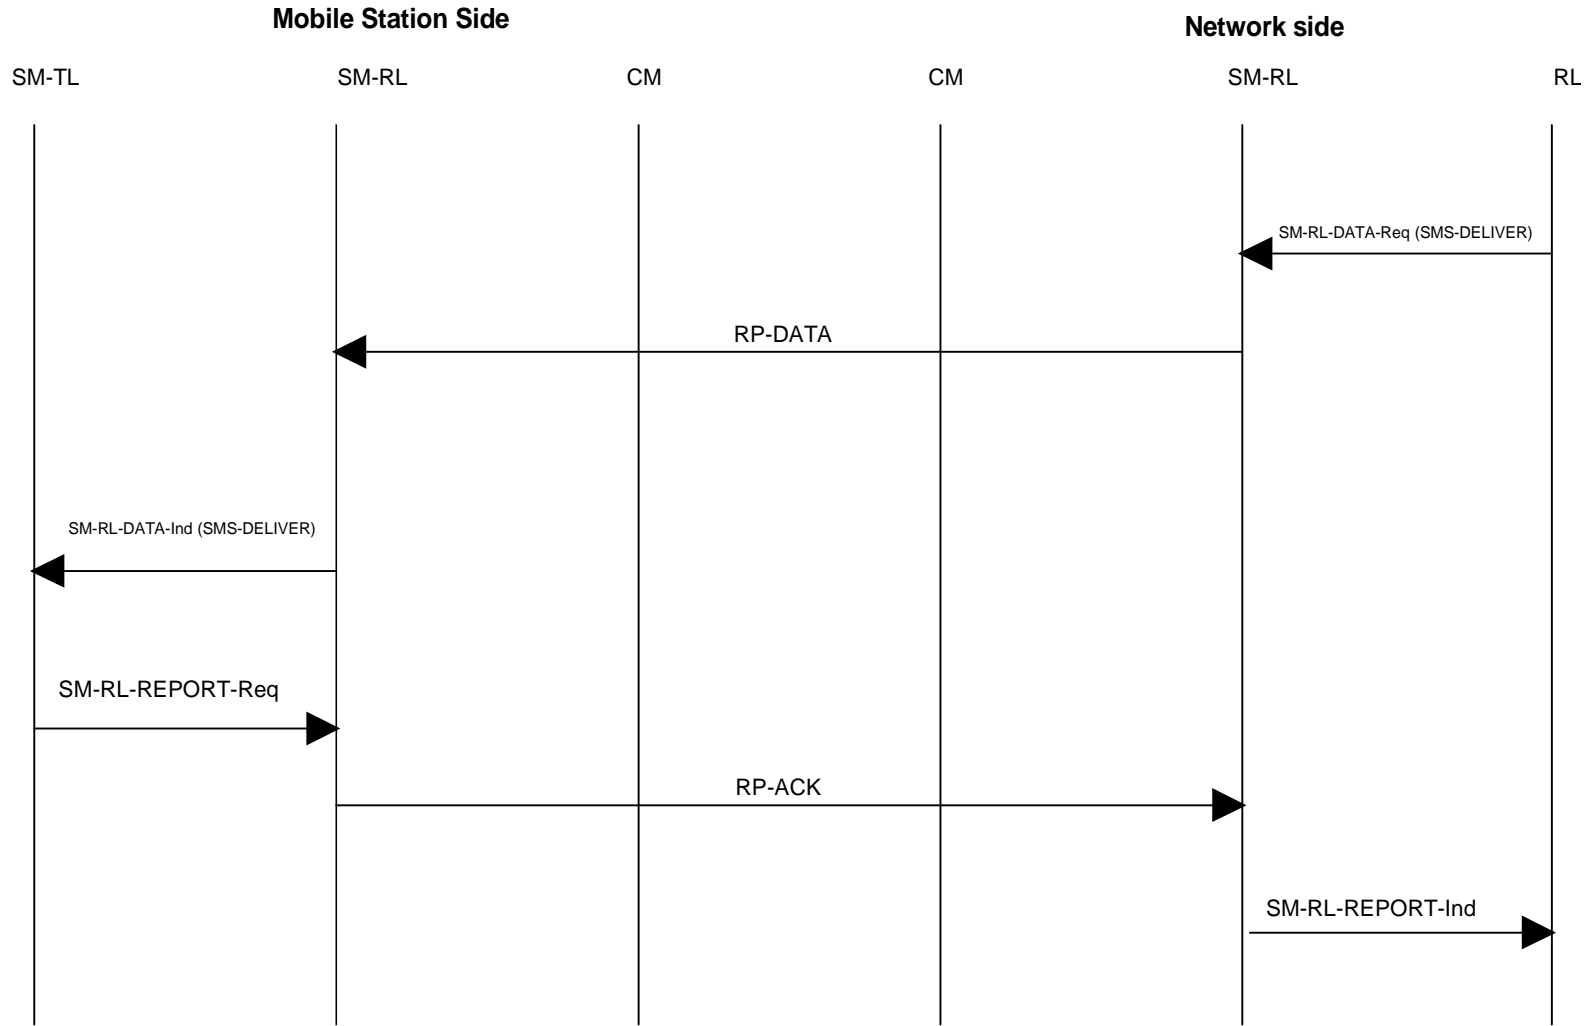 Mobile Station Side
Network side
SM-TL
SM-RL
CM
CM
SM-RL
RL
SM-RL-DATA-Req (SMS-DELIVER)
RP-DATA
SM-RL-DATA-Ind (SMS-DELIVER)
SM-RL-REPORT-Req
RP-ACK
SM-RL-REPORT-Ind